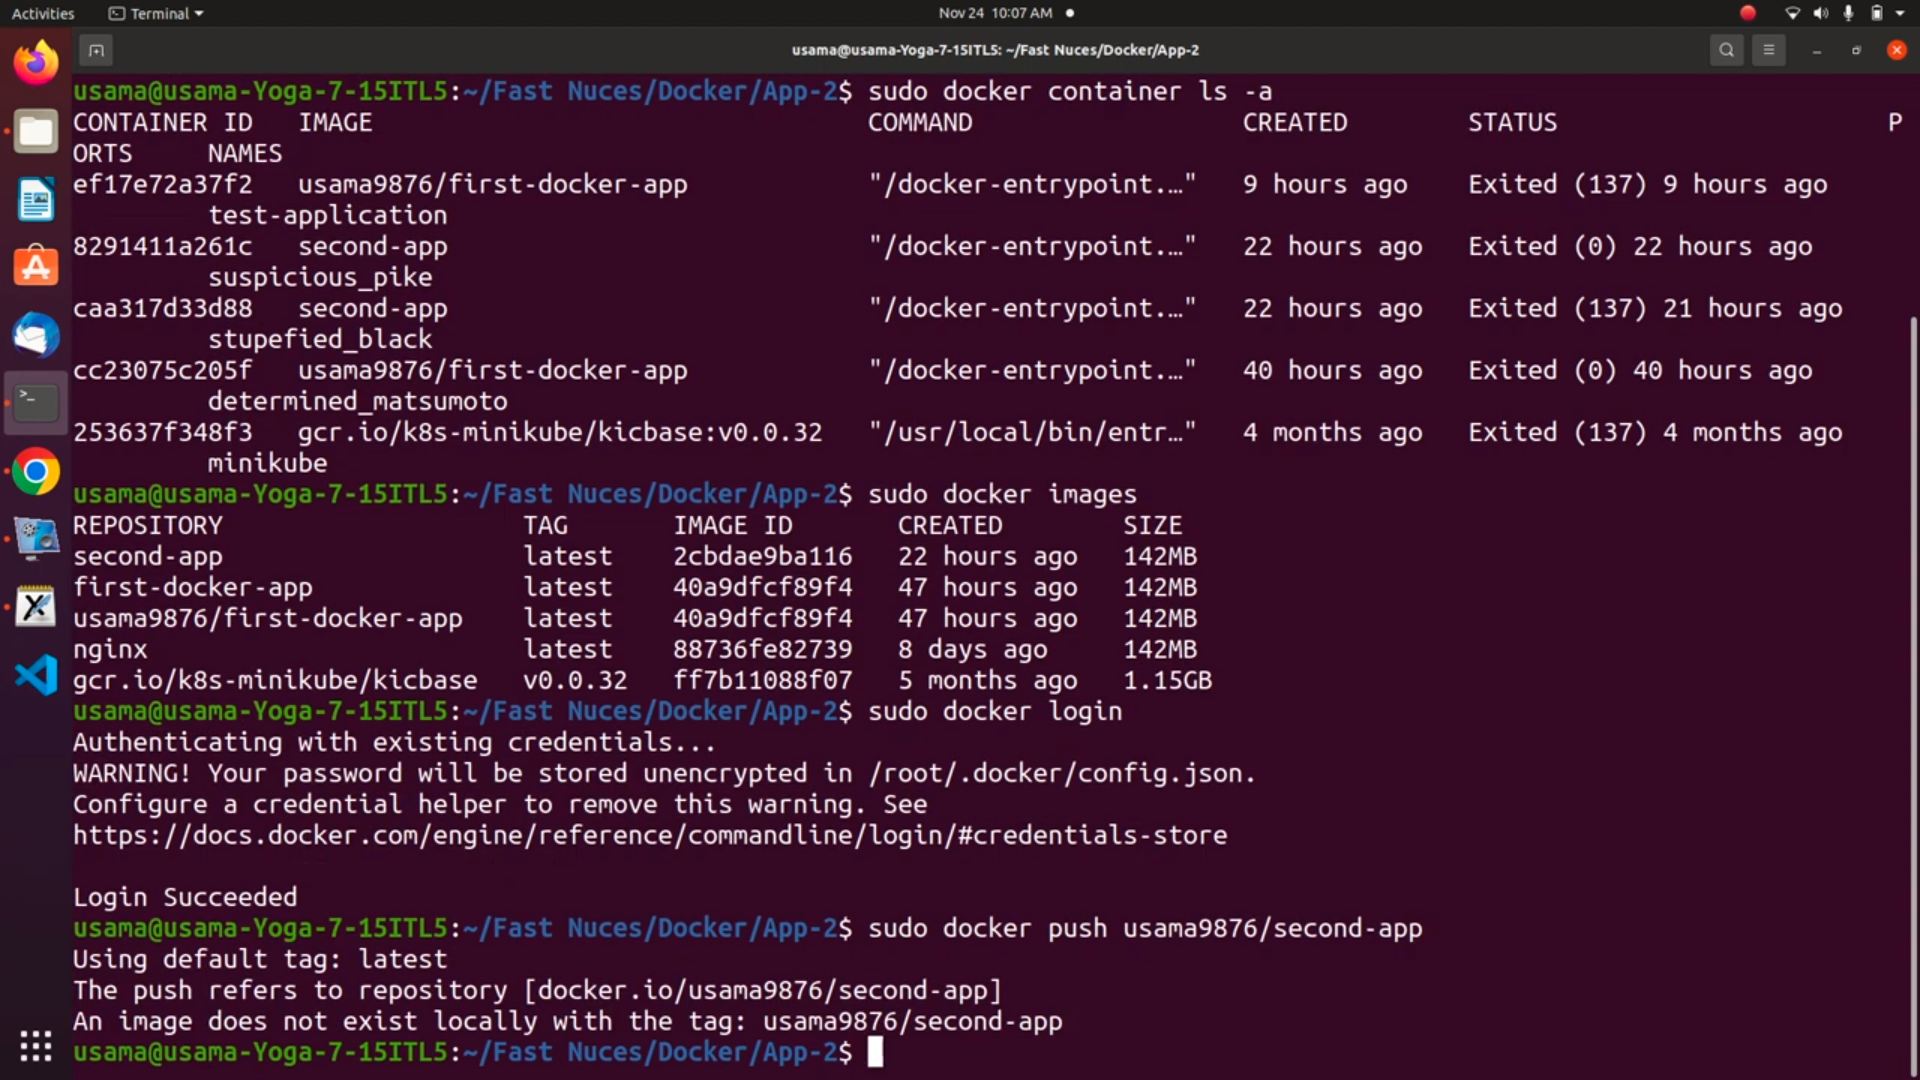 Activities Terminal Nov 24 10:07 AM
usama@usama-Yoga-7-15ITL5: ~/Fast Nuces/Docker/App-2
usama@usama-Yoga-7-15ITL5:~/Fast Nuces/Docker/App-2$ sudo docker container ls -a
CONTAINER ID IMAGE COMMAND CREATED STATUS P
ORTS NAMES
ef17e72a37f2 usama9876/first-docker-app "/docker-entrypoint.…" 9 hours ago Exited (137) 9 hours ago
test-application
8291411a261c second-app "/docker-entrypoint.…" 22 hours ago Exited (0) 22 hours ago
suspicious_pike
caa317d33d88 second-app "/docker-entrypoint.…" 22 hours ago Exited (137) 21 hours ago
stupefied_black
cc23075c205f usama9876/first-docker-app "/docker-entrypoint.…" 40 hours ago Exited (0) 40 hours ago
determined_matsumoto
253637f348f3 gcr.io/k8s-minikube/kicbase:v0.0.32 "/usr/local/bin/entr…" 4 months ago Exited (137) 4 months ago
minikube
usama@usama-Yoga-7-15ITL5:~/Fast Nuces/Docker/App-2$ sudo docker images
REPOSITORY TAG IMAGE ID CREATED SIZE
second-app latest 2cbdae9ba116 22 hours ago 142MB
first-docker-app latest 40a9dfcf89f4 47 hours ago 142MB
usama9876/first-docker-app latest 40a9dfcf89f4 47 hours ago 142MB
nginx latest 88736fe82739 8 days ago 142MB
gcr.io/k8s-minikube/kicbase v0.0.32 ff7b11088f07 5 months ago 1.15GB
usama@usama-Yoga-7-15ITL5:~/Fast Nuces/Docker/App-2$ sudo docker login
Authenticating with existing credentials...
WARNING! Your password will be stored unencrypted in /root/.docker/config.json.
Configure a credential helper to remove this warning. See
https://docs.docker.com/engine/reference/commandline/login/#credentials-store
Login Succeeded
usama@usama-Yoga-7-15ITL5:~/Fast Nuces/Docker/App-2$ sudo docker push usama9876/second-app
Using default tag: latest
The push refers to repository [docker.io/usama9876/second-app]
An image does not exist locally with the tag: usama9876/second-app
usama@usama-Yoga-7-15ITL5:~/Fast Nuces/Docker/App-2$